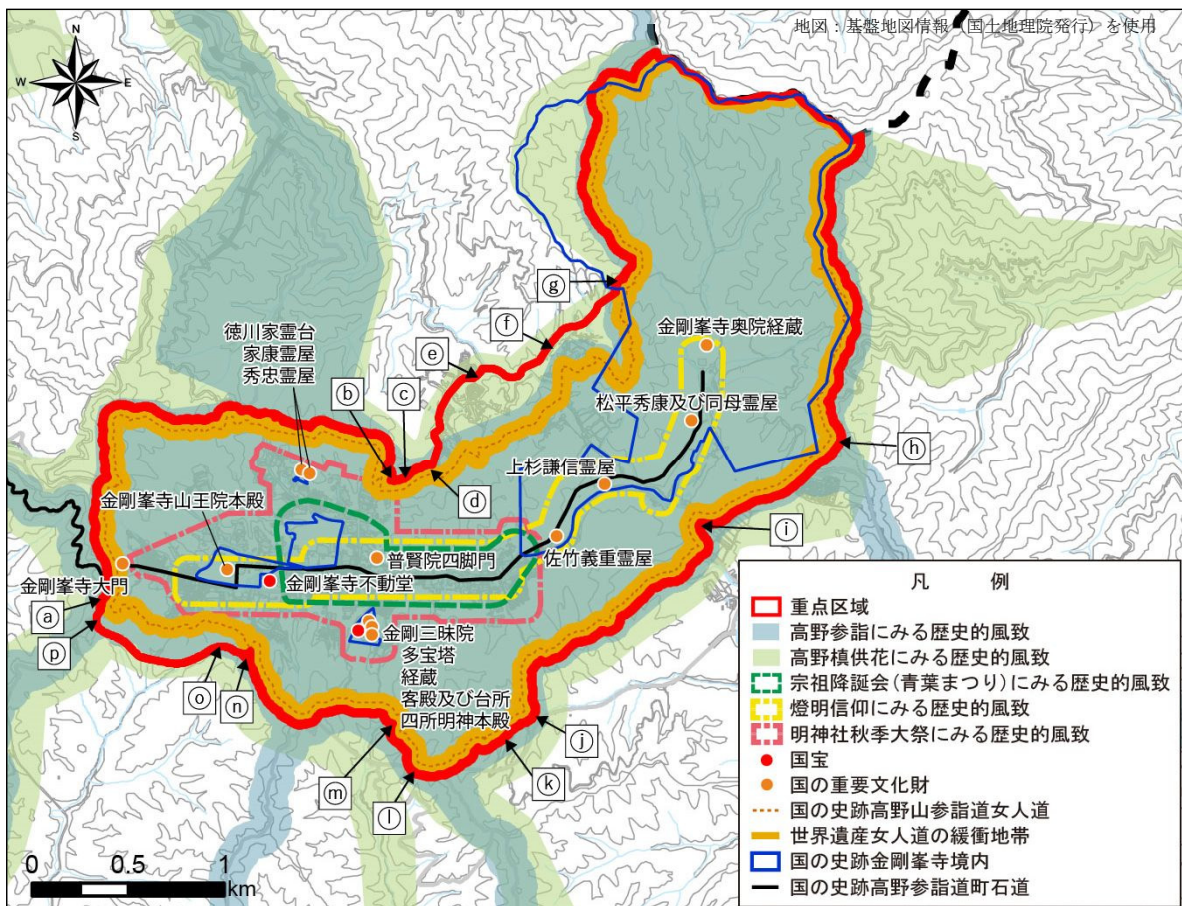 地図：基盤地図情報（国土地理院発行）を使用
N
W
E
S
ⓖ
ⓕ
金剛峯寺奥院経蔵
徳川家霊台
家康霊屋
秀忠霊屋
ⓔ
ⓑ
ⓒ
松平秀康及び同母霊屋
ⓗ
上杉謙信霊屋
ⓓ
金剛峯寺山王院本殿
ⓘ
普賢院四脚門
佐竹義重霊屋
金剛峯寺大門
金剛峯寺不動堂
ⓐ
ⓟ
金剛三昧院
多宝塔
経蔵
客殿及び台所
四所明神本殿
ⓞ
ⓝ
ⓙ
ⓜ
ⓚ
ⓛ
0 0.5 1
km
凡 例
重点区域
高野参詣にみる歴史的風致
高野槙供花にみる歴史的風致
宗祖降誕会(青葉まつり)にみる歴史的風致
燈明信仰にみる歴史的風致
明神社秋季大祭にみる歴史的風致
国宝
国の重要文化財
国の史跡高野山参詣道女人道
世界遺産女人道の緩衝地帯
国の史跡金剛峯寺境内
国の史跡高野参詣道町石道